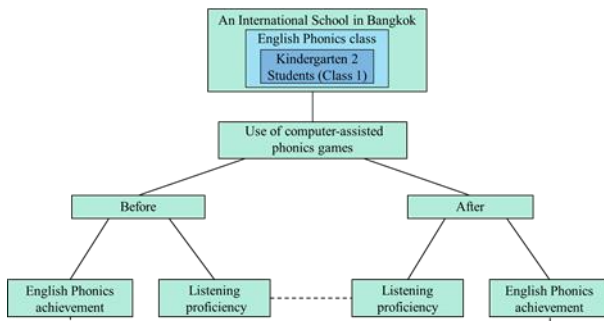 An International School in Bangkok
English Phonics class
Kindergarten 2
Students (Class 1)
Use of computer-assisted
phonics games
Before
After
English Phonics
achievement
Listening
proficiency
Listening
proficiency
English Phonics
achievement